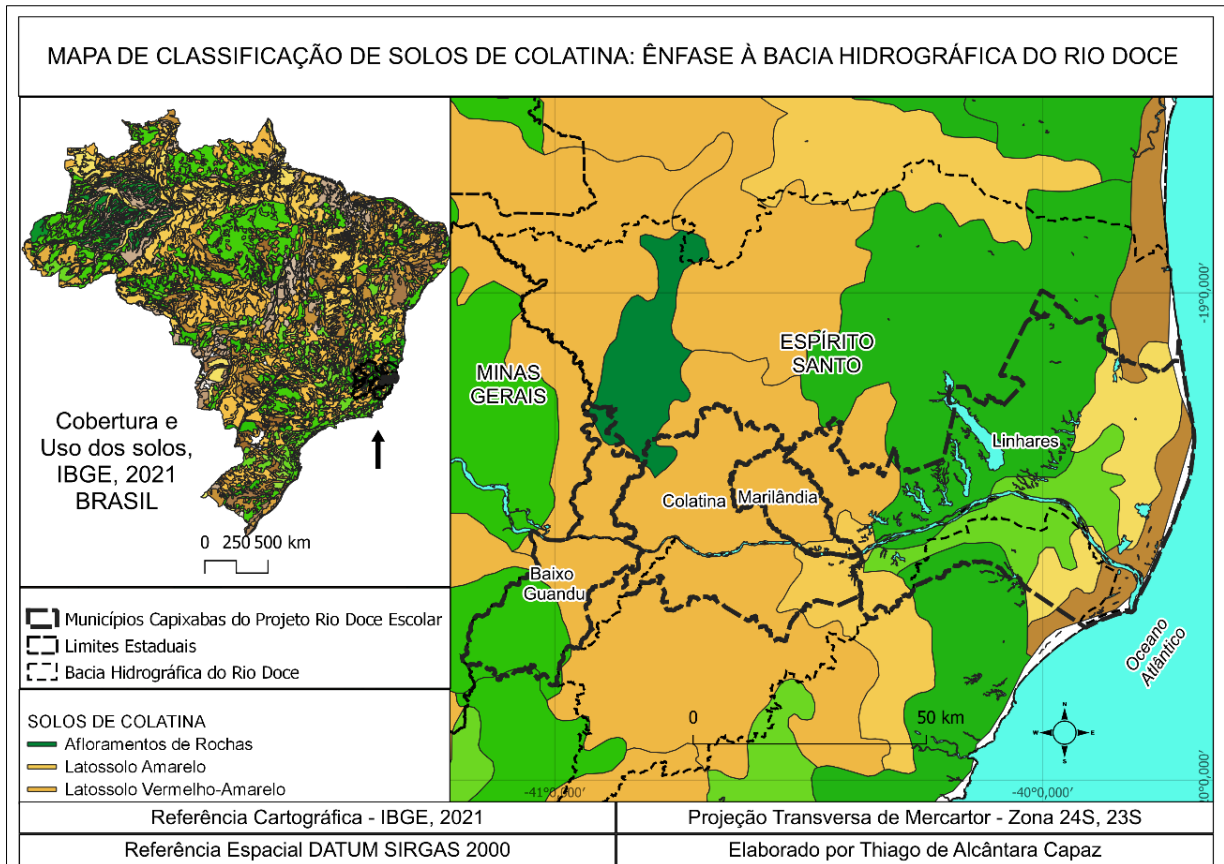 MAPA DE CLASSIFICAÇÃO DE SOLOS DE COLATINA: ÊNFASE À BACIA HIDROGRÁFICA DO RIO DOCE
Cobertura e
Uso dos solos,
IBGE, 2021
BRASIL
0 250 500 km
Municípios Capixabas do Projeto Rio Doce Escolar
Limites Estaduais
Bacia Hidrográfica do Rio Doce
SOLOS DE COLATINA
Afloramentos de Rochas
Latossolo Amarelo
Latossolo Vermelho-Amarelo
MINAS
GERAIS
ESPÍRITO
SANTO
Linhares
Colatina
Marilândia
Baixo
Guandu
Oceano
Atlântico
0 50 km
N
W E
S
-19°0,000'
-41°0,000'
-40°0,000'
0°0,000'
Referência Cartográfica - IBGE, 2021
Projeção Transversa de Mercartor - Zona 24S, 23S
Referência Espacial DATUM SIRGAS 2000
Elaborado por Thiago de Alcântara Capaz